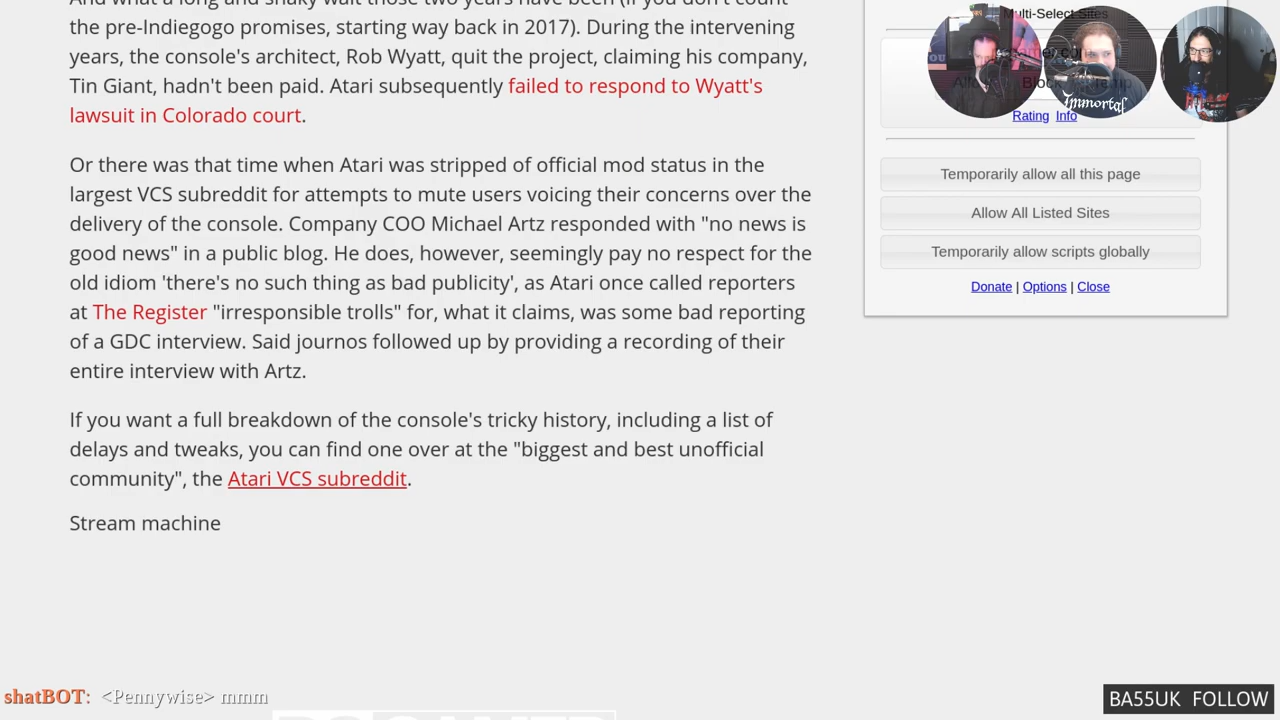 And what a long and shaky wait those two years have been (if you don't count
the pre-Indiegogo promises, starting way back in 2017). During the intervening
years, the console's architect, Rob Wyatt, quit the project, claiming his company,
Tin Giant, hadn't been paid. Atari subsequently failed to respond to Wyatt's
lawsuit in Colorado court.
Or there was that time when Atari was stripped of official mod status in the
largest VCS subreddit for attempts to mute users voicing their concerns over the
delivery of the console. Company COO Michael Artz responded with "no news is
good news" in a public blog. He does, however, seemingly pay no respect for the
old idiom 'there's no such thing as bad publicity', as Atari once called reporters
at The Register "irresponsible trolls" for, what it claims, was some bad reporting
of a GDC interview. Said journos followed up by providing a recording of their
entire interview with Artz.
If you want a full breakdown of the console's tricky history, including a list of
delays and tweaks, you can find one over at the "biggest and best unofficial
community", the Atari VCS subreddit.
Stream machine
Multi-Select Sites
Immortal
Rating Info
Temporarily allow all this page
Allow All Listed Sites
Temporarily allow scripts globally
Donate | Options | Close
shatBOT: <Pennywise> mmm
BA55UK FOLLOW